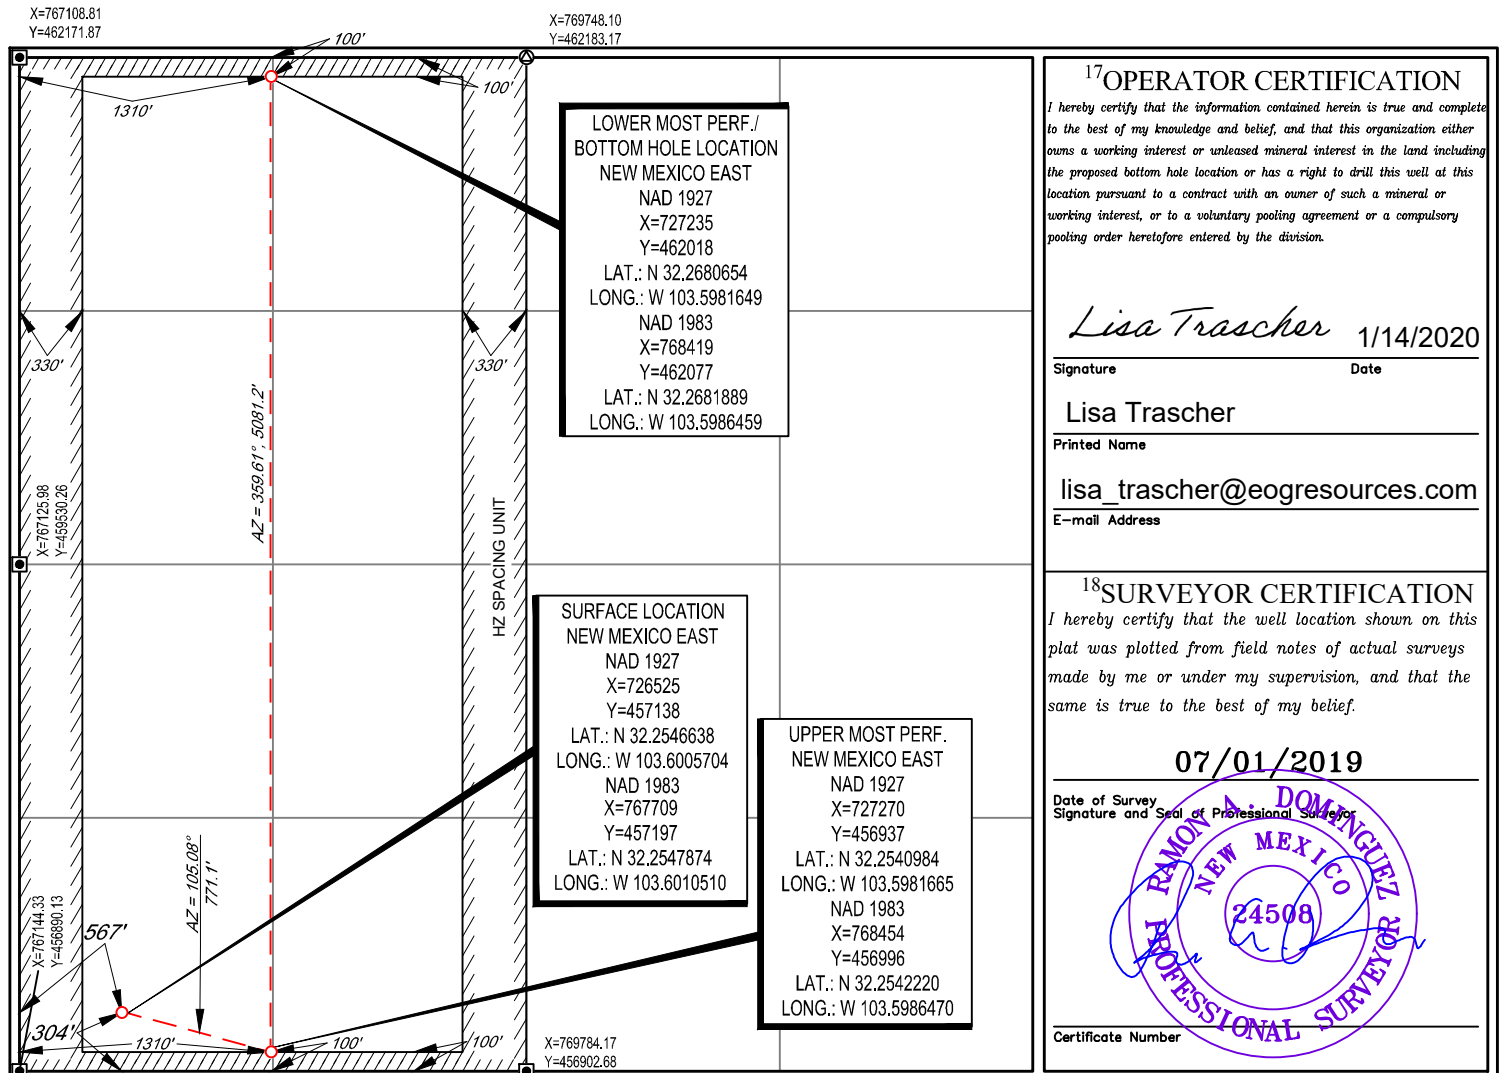 X=767108.81
Y=462171.87
X=769748.10
Y=462183.17
100'
100'
1310'
LOWER MOST PERF./
BOTTOM HOLE LOCATION
NEW MEXICO EAST
NAD 1927
X=727235
Y=462018
LAT.: N 32.2680654
LONG.: W 103.5981649
NAD 1983
X=768419
Y=462077
LAT.: N 32.2681889
LONG.: W 103.5986459
330'
330'
AZ = 359.61°, 5081.2'
X=767125.98
Y=459530.26
HZ SPACING UNIT
SURFACE LOCATION
NEW MEXICO EAST
NAD 1927
X=726525
Y=457138
LAT.: N 32.2546638
LONG.: W 103.6005704
NAD 1983
X=767709
Y=457197
LAT.: N 32.2547874
LONG.: W 103.6010510
UPPER MOST PERF.
NEW MEXICO EAST
NAD 1927
X=727270
Y=456937
LAT.: N 32.2540984
LONG.: W 103.5981665
NAD 1983
X=768454
Y=456996
LAT.: N 32.2542220
LONG.: W 103.5986470
AZ = 105.08°
771.1'
X=767144.33
Y=456890.13
567'
304'
1310'
100'
100'
X=769784.17
Y=456902.68
17 OPERATOR CERTIFICATION
I hereby certify that the information contained herein is true and complete
to the best of my knowledge and belief, and that this organization either
owns a working interest or unleased mineral interest in the land including
the proposed bottom hole location or has a right to drill this well at this
location pursuant to a contract with an owner of such a mineral or
working interest, or to a voluntary pooling agreement or a compulsory
pooling order heretofore entered by the division.
Lisa Trascher 1/14/2020
Signature Date
Lisa Trascher
Printed Name
lisa_trascher@eogresources.com
E-mail Address
18 SURVEYOR CERTIFICATION
I hereby certify that the well location shown on this
plat was plotted from field notes of actual surveys
made by me or under my supervision, and that the
same is true to the best of my belief.
07/01/2019
Date of Survey
Signature and Seal of Professional Surveyor
RAMON A. DOMINGUEZ
NEW MEXICO
24508
PROFESSIONAL SURVEYOR
Certificate Number